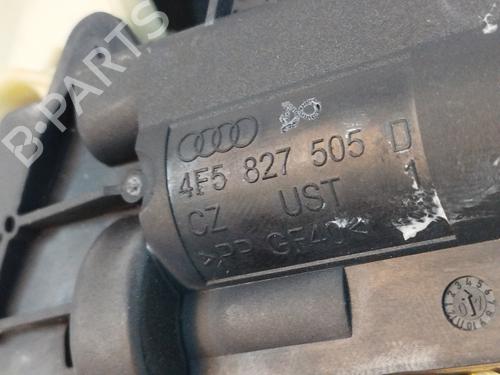 B-PARTS
4F5 827 505 D
CZ UST 1
>PP GF40<